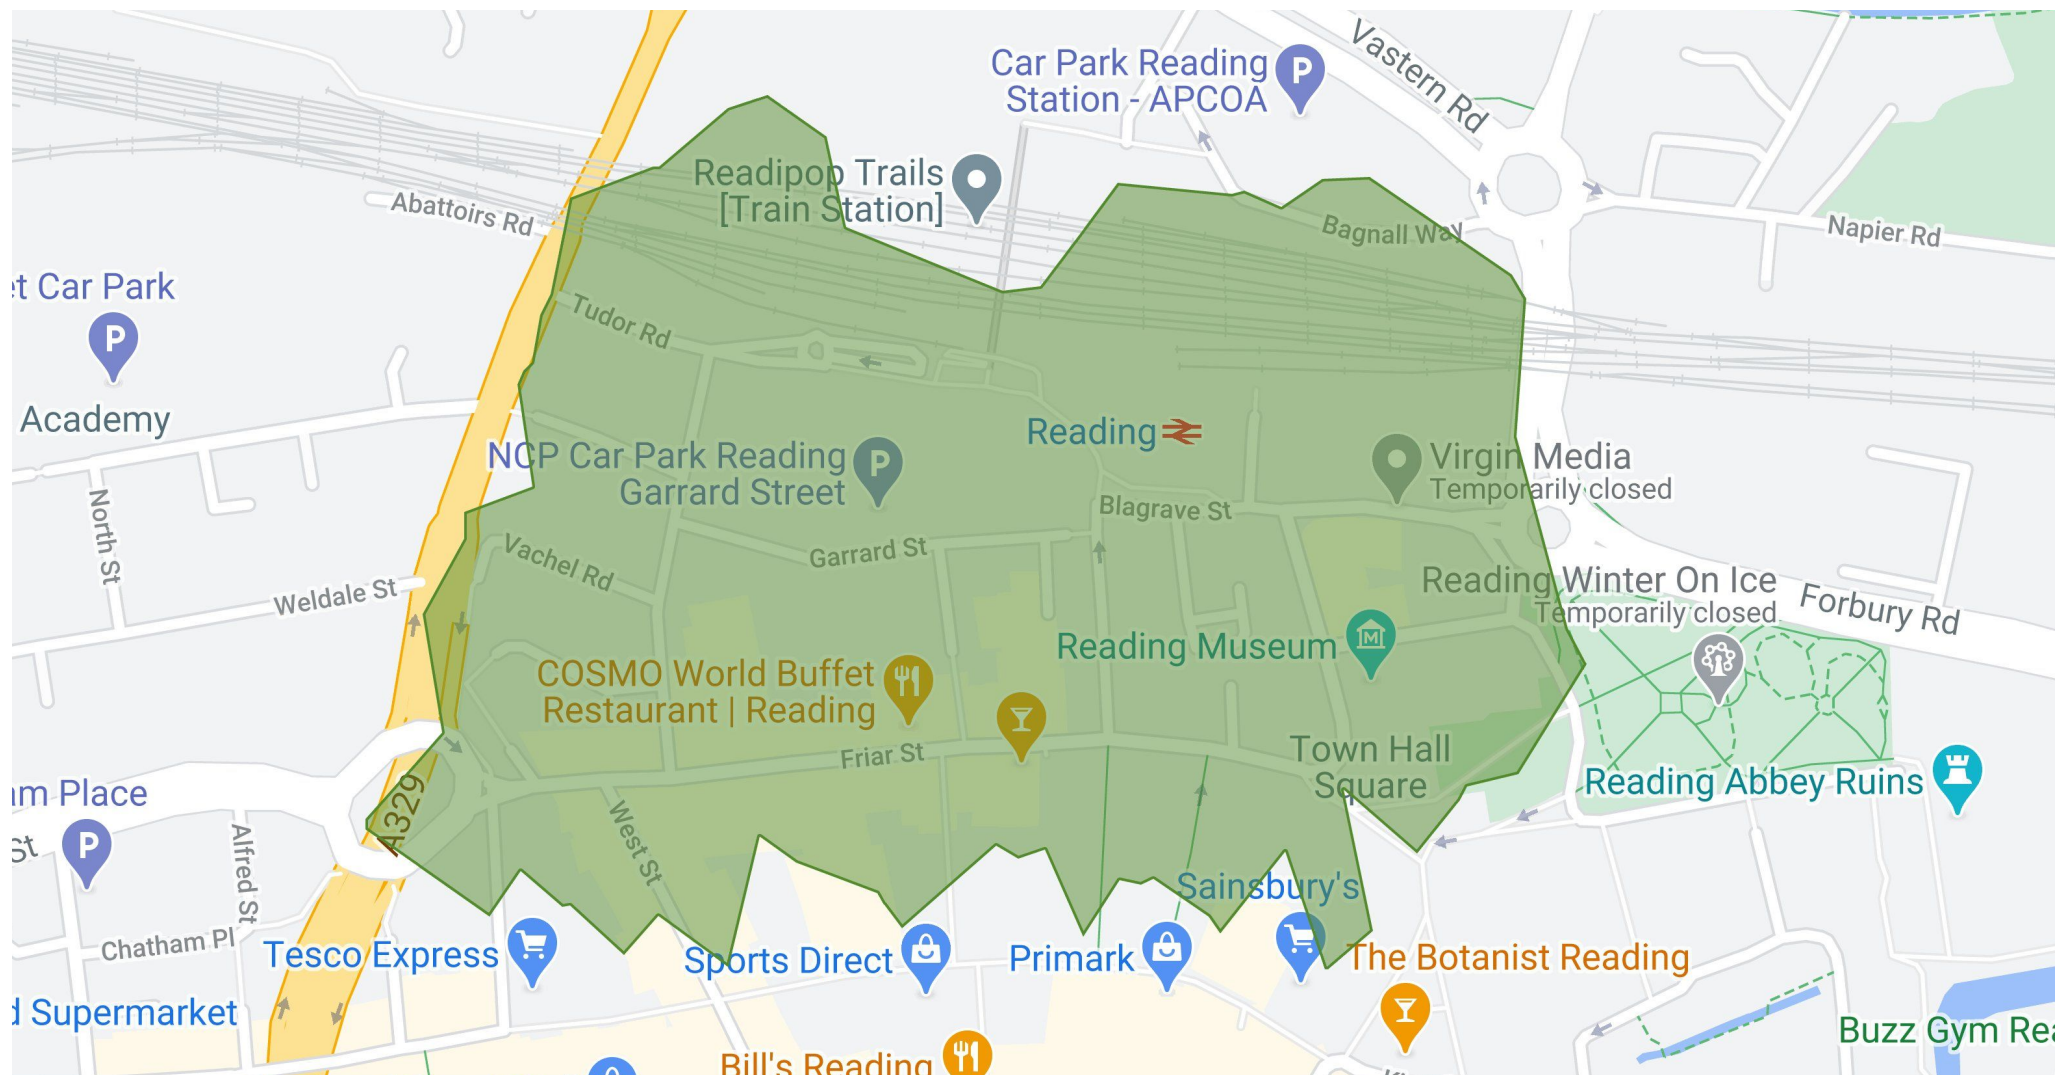 Vastern Rd
Car Park Reading
Station - APCOA
P
Readipop Trails
[Train Station]
Abattoirs Rd
Bagnall Way
Napier Rd
et Car Park
P
Tudor Rd
Academy
Reading
NCP Car Park Reading
Garrard Street
P
Virgin Media
Temporarily closed
North St
Blagrave St
Vachel Rd
Garrard St
Weldale St
Reading Winter On Ice
Temporarily closed
Forbury Rd
Reading Museum
M
COSMO World Buffet
Restaurant | Reading
Friar St
Town Hall
Square
Reading Abbey Ruins
am Place
St
P
A329
Alfred St
West St
Sainsbury's
Chatham Pl
Tesco Express
Sports Direct
Primark
The Botanist Reading
d Supermarket
Buzz Gym Rea
Bill's Reading